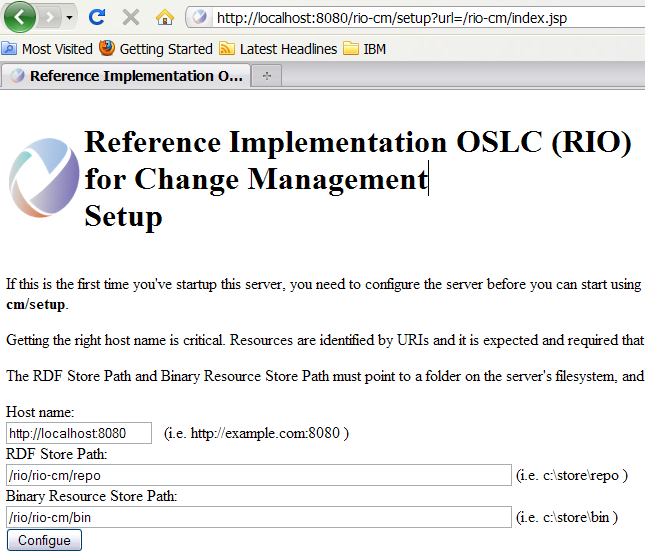 http://localhost:8080/rio-cm/setup?url=/rio-cm/index.jsp
Most Visited Getting Started Latest Headlines IBM
Reference Implementation O...
Reference Implementation OSLC (RIO)
for Change Management
Setup
If this is the first time you've startup this server, you need to configure the server before you can start using
cm/setup.
Getting the right host name is critical. Resources are identified by URIs and it is expected and required that
The RDF Store Path and Binary Resource Store Path must point to a folder on the server's filesystem, and
Host name:
http://localhost:8080 (i.e. http://example.com:8080 )
RDF Store Path:
/rio/rio-cm/repo (i.e. c:\store\repo )
Binary Resource Store Path:
/rio/rio-cm/bin (i.e. c:\store\bin )
Configue